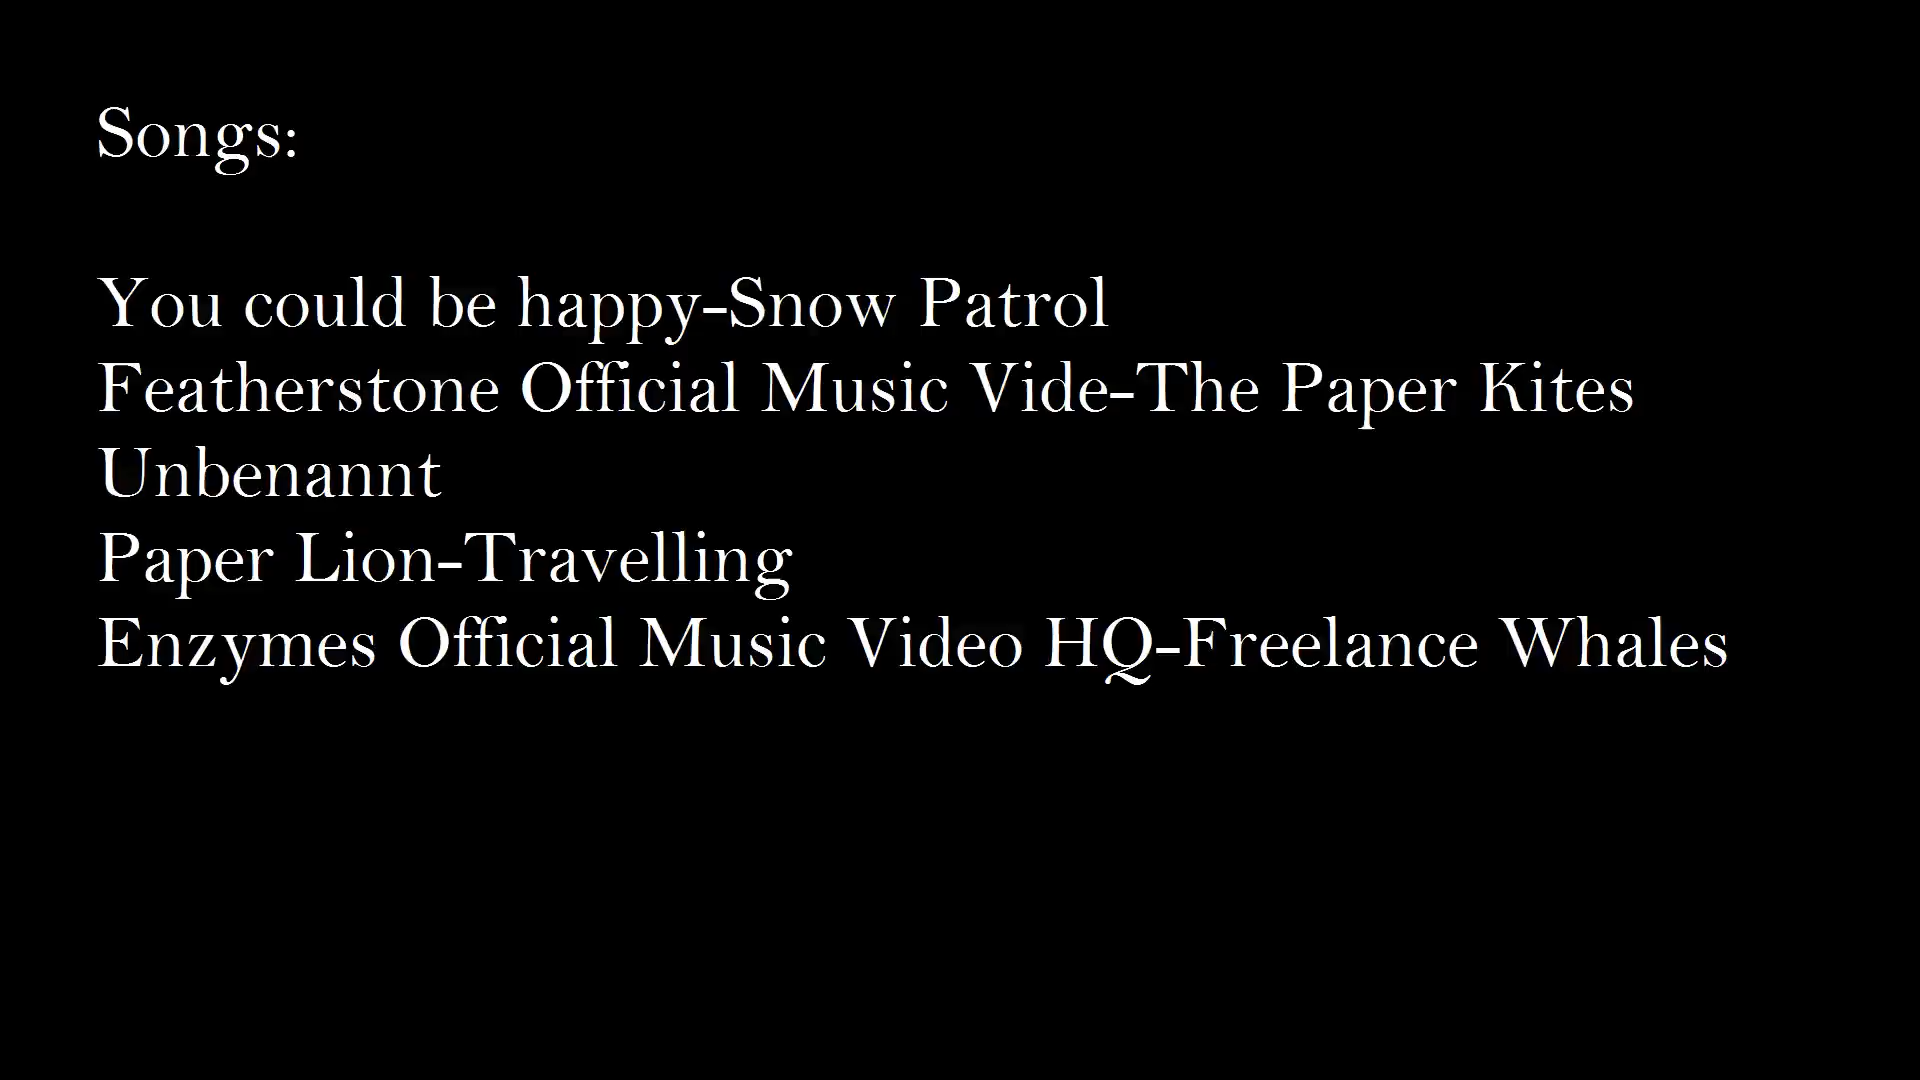 Songs:
You could be happy-Snow Patrol
Featherstone Official Music Vide-The Paper Kites
Unbenannt
Paper Lion-Travelling
Enzymes Official Music Video HQ-Freelance Whales